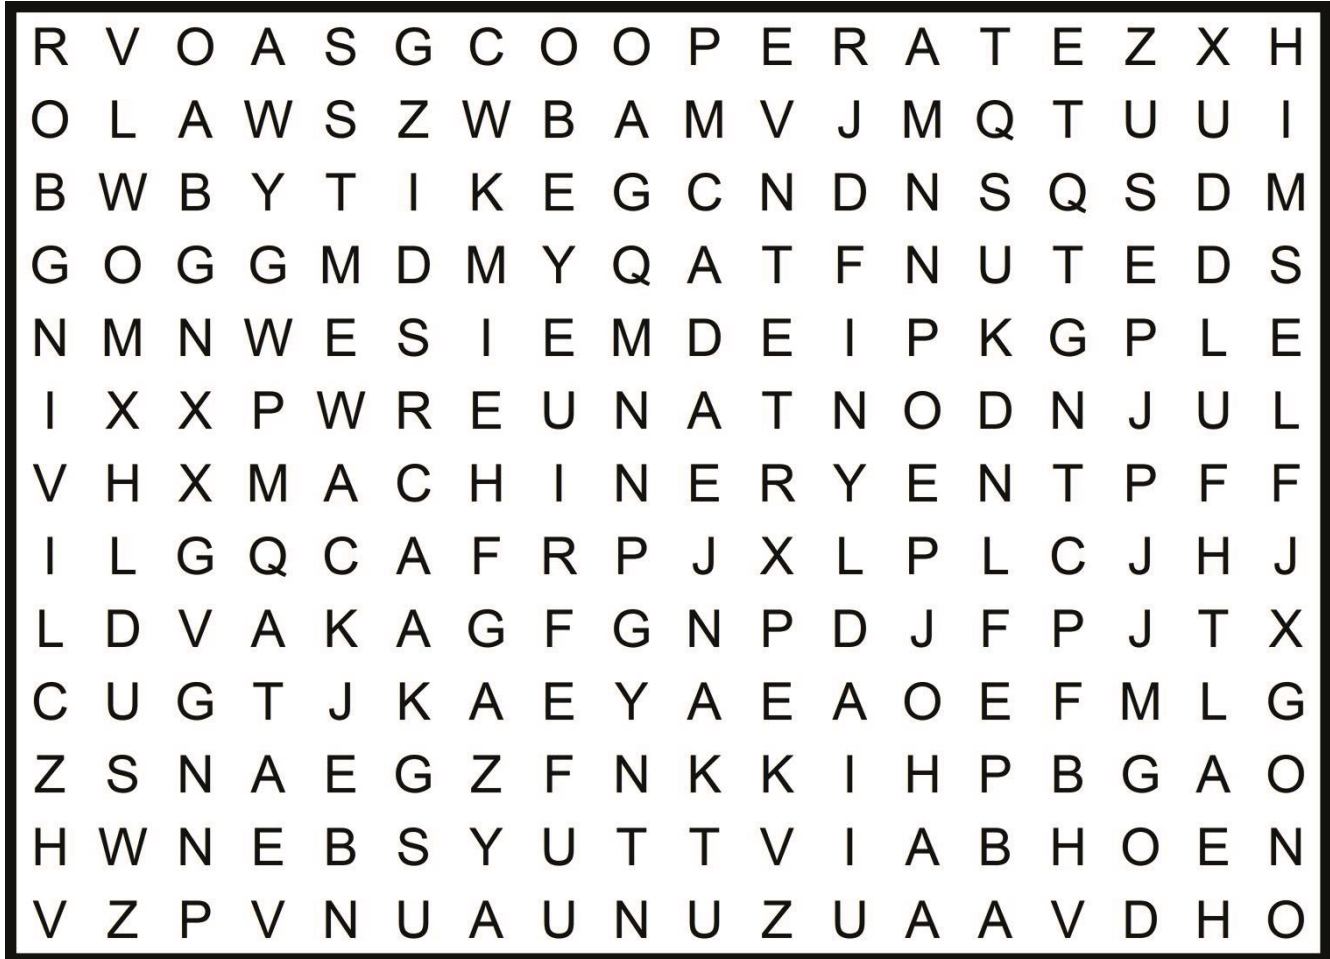 R V O A S G C O O P E R A T E Z X H
O L A W S Z W B A M V J M Q T U U I
B W B Y T I K E G C N D N S Q S D M
G O G G M D M Y Q A T F N U T E D S
N M N W E S I E M D E I P K G P L E
I X X P W R E U N A T N O D N J U L
V H X M A C H I N E R Y E N T P F F
I L G Q C A F R P J X L P L C J H J
L D V A K A G F G N P D J F P J T X
C U G T J K A E Y A E A O E F M L G
Z S N A E G Z F N K K I H P B G A O
H W N E B S Y U T T V I A B H O E N
V Z P V N U A U N U Z U A A V D H O